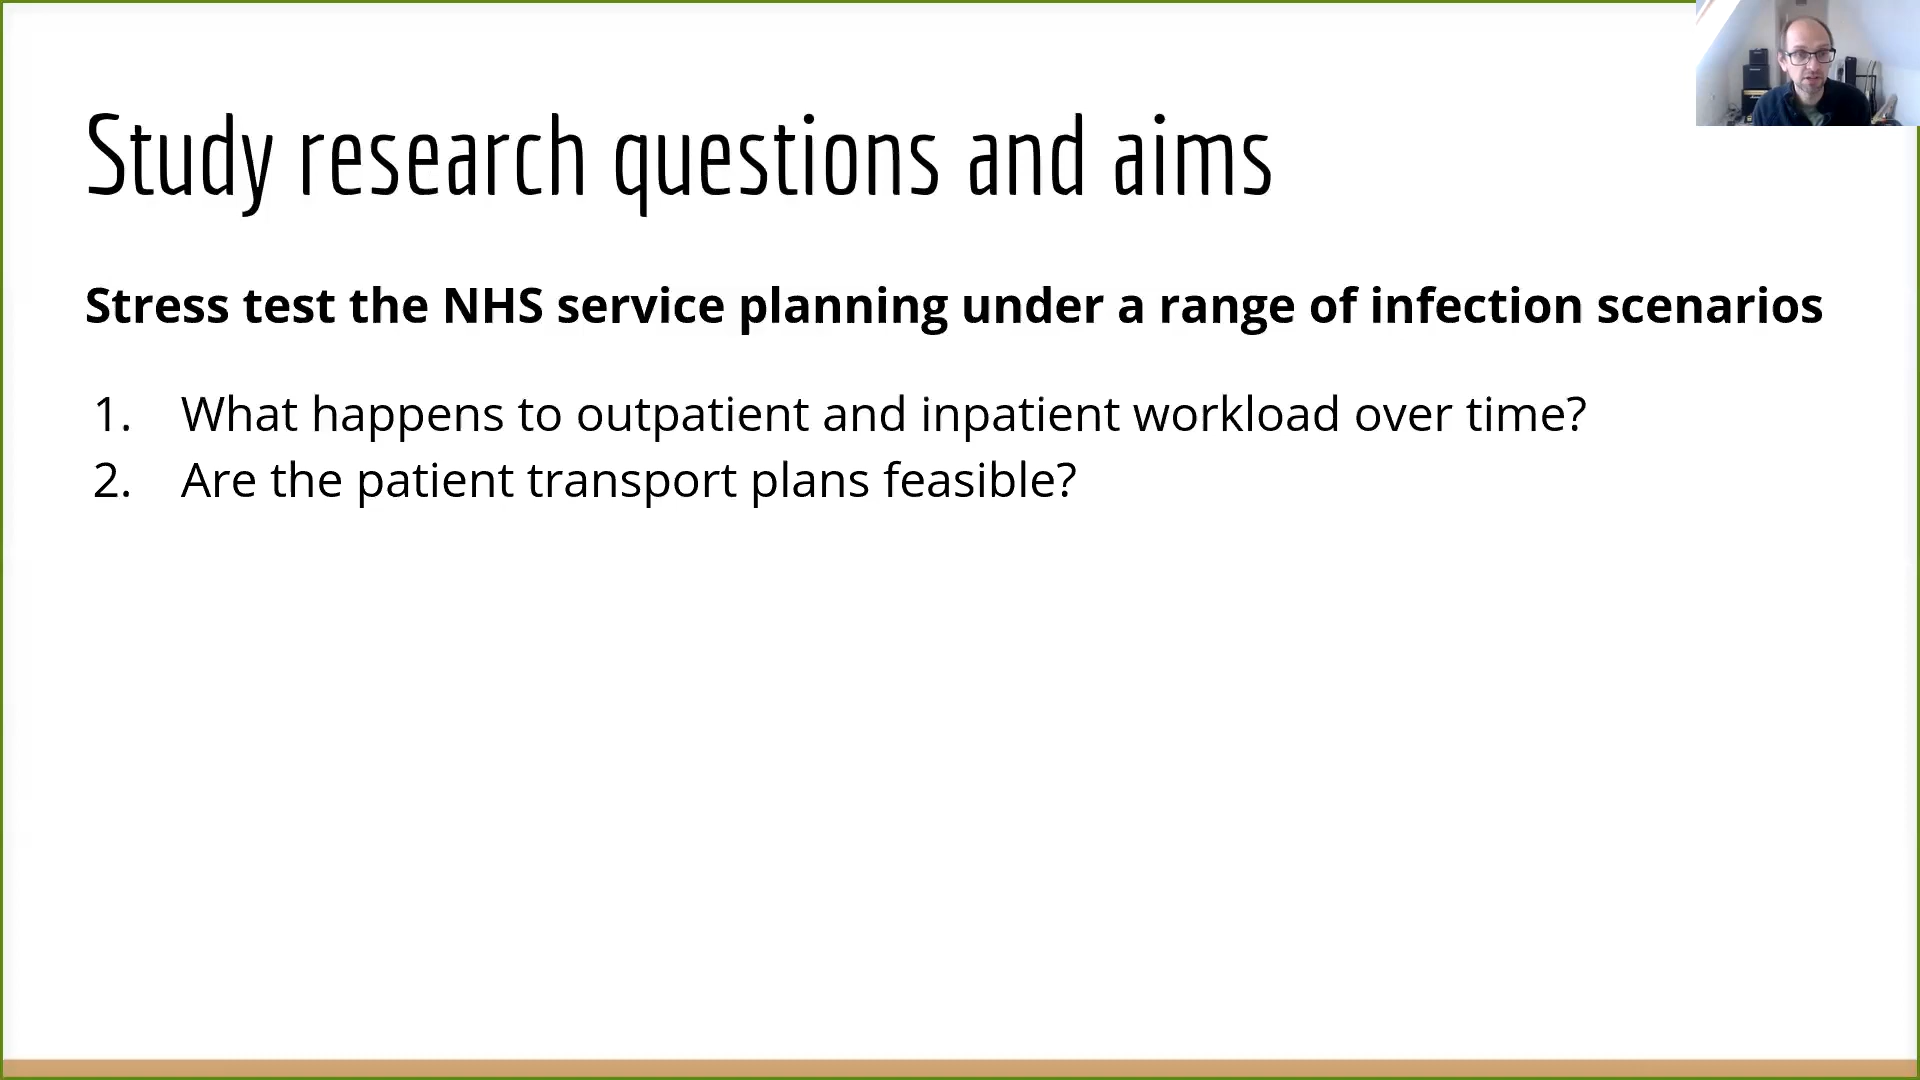 Study research questions and aims
Stress test the NHS service planning under a range of infection scenarios
1. What happens to outpatient and inpatient workload over time?
2. Are the patient transport plans feasible?